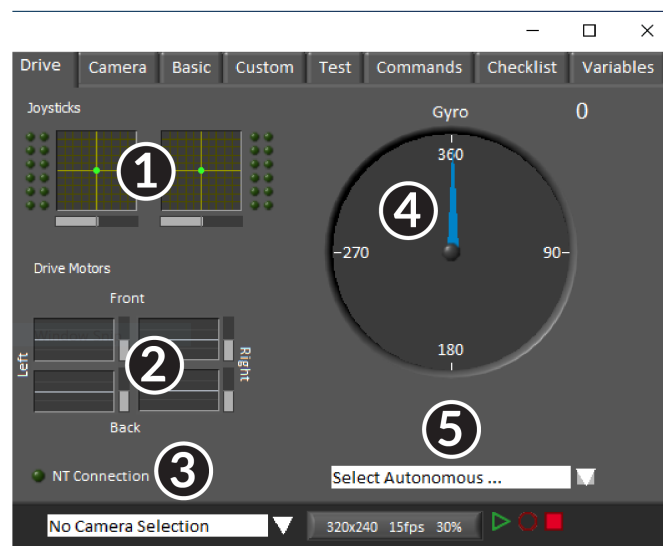 Drive Camera Basic Custom Test Commands Checklist Variables
Joysticks
Gyro 0
1
360
4
270 90
Drive Motors
Front
Left
2
Right
180
Back
5
NT Connection 3
Select Autonomous ...
No Camera Selection
320x240 15fps 30%